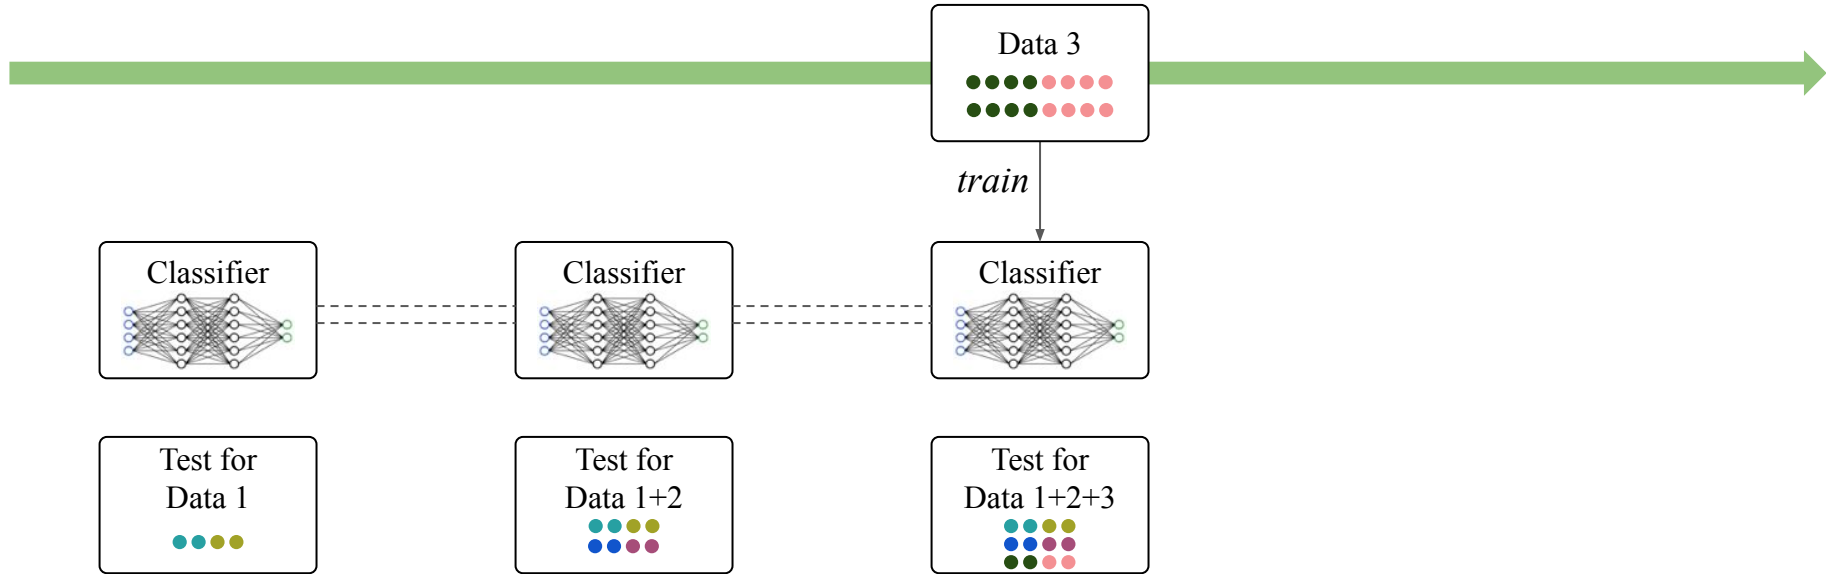 Data 3
train
Classifier
Classifier
Classifier
Test for
Data 1
Test for
Data 1+2
Test for
Data 1+2+3